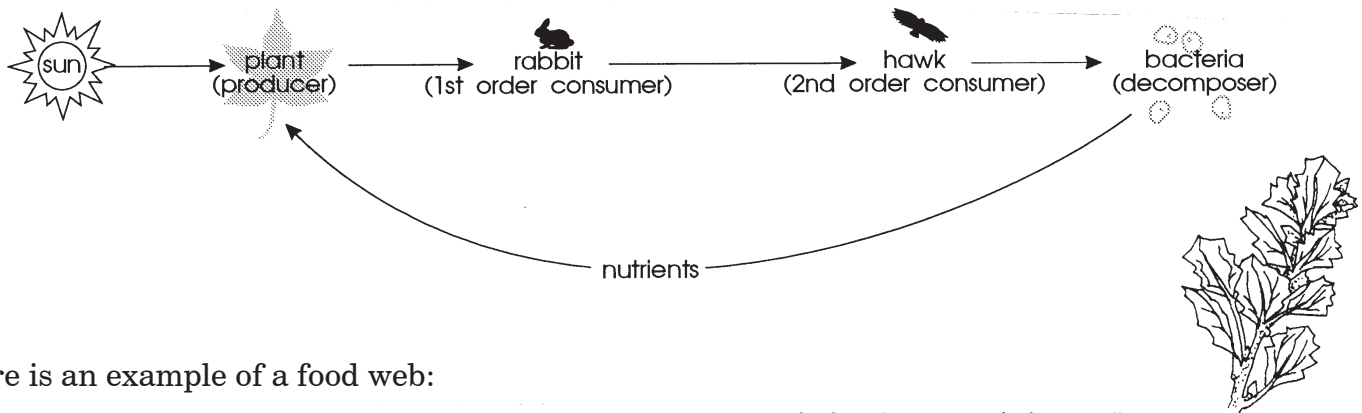 sun
plant
(producer)
rabbit
(1st order consumer)
hawk
(2nd order consumer)
bacteria
(decomposer)
nutrients
re is an example of a food web: